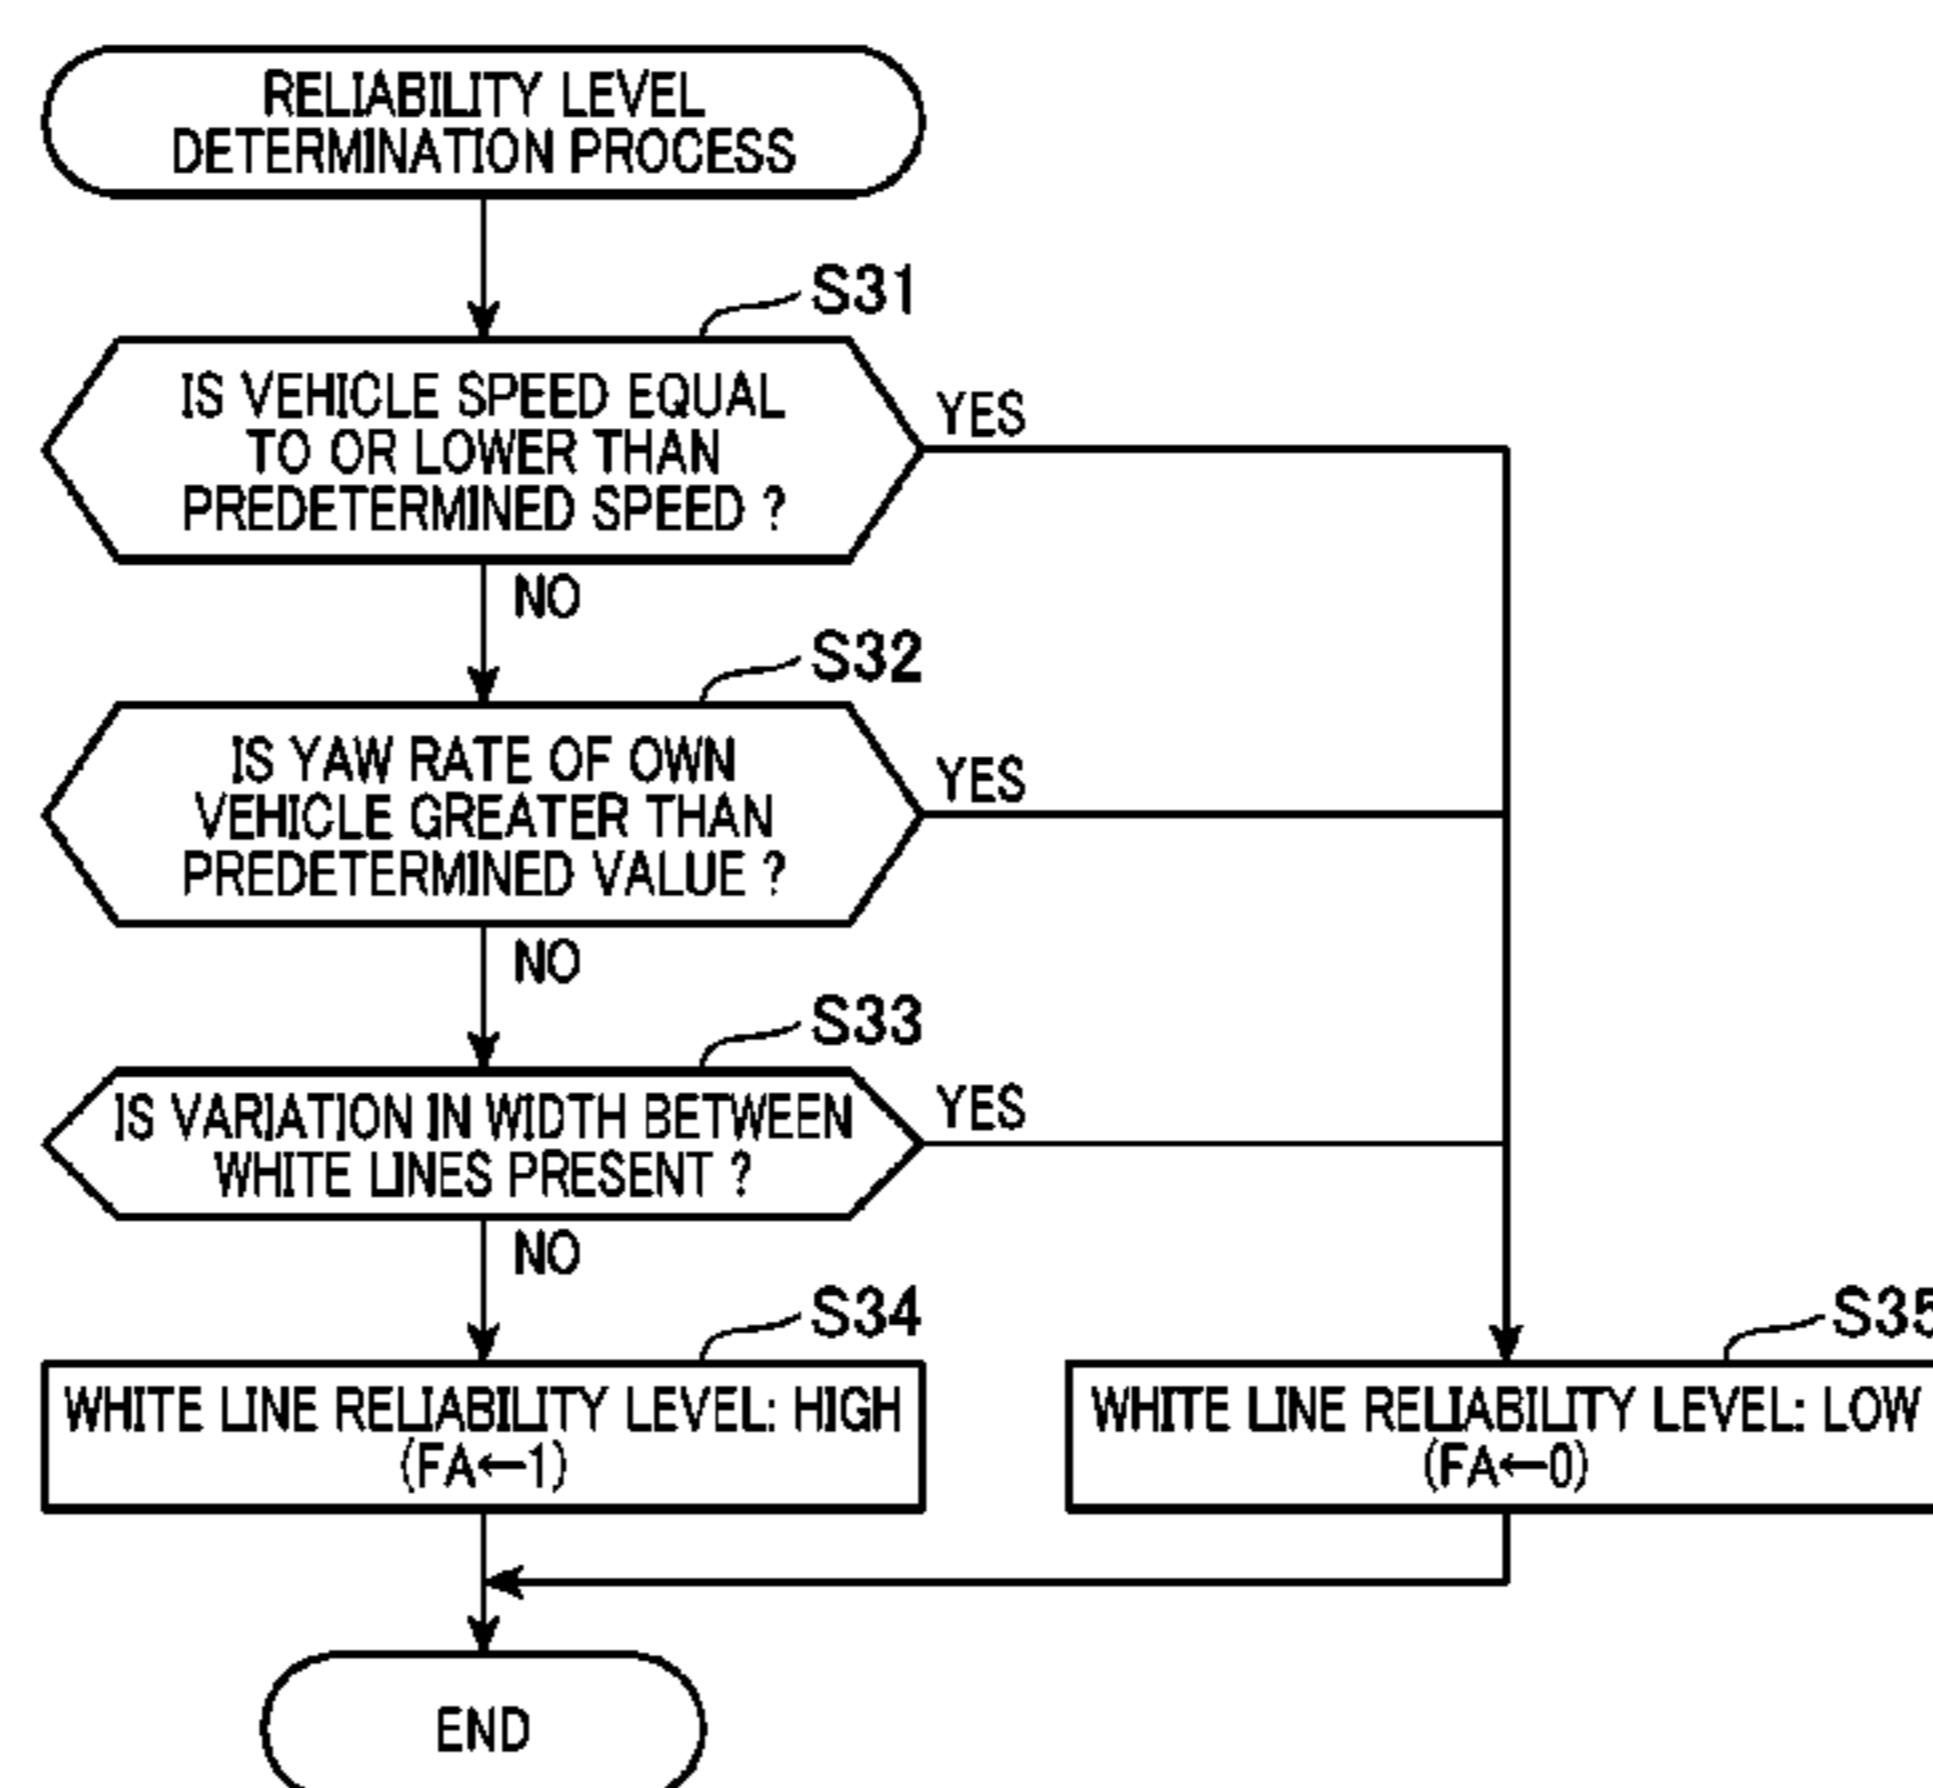 RELIABILITY LEVEL
DETERMINATION PROCESS
S31
IS VEHICLE SPEED EQUAL
TO OR LOWER THAN
PREDETERMINED SPEED ?
YES
NO
S32
IS YAW RATE OF OWN
VEHICLE GREATER THAN
PREDETERMINED VALUE ?
YES
NO
S33
IS VARIATION IN WIDTH BETWEEN
WHITE LINES PRESENT ?
YES
NO
S34
WHITE LINE RELIABILITY LEVEL: HIGH
(FA←1)
S35
WHITE LINE RELIABILITY LEVEL: LOW
(FA←0)
END